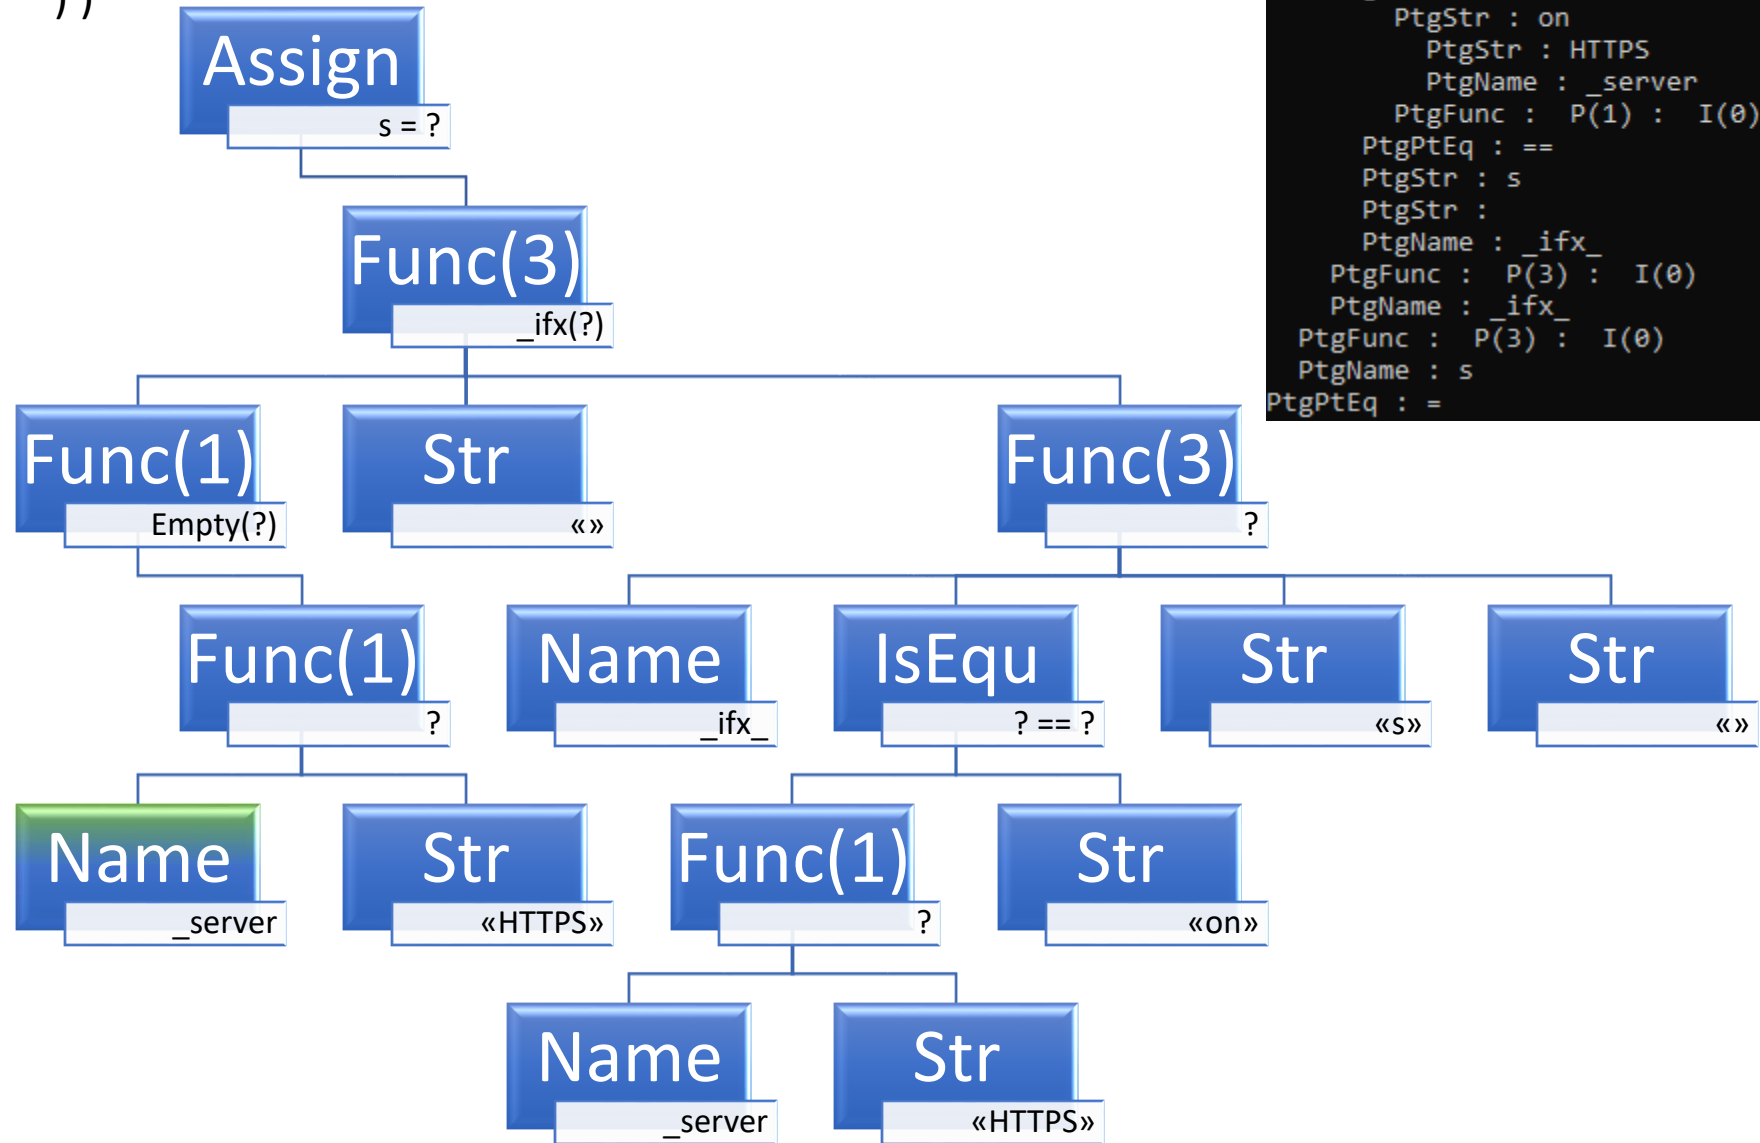 ))
Assign
s = ?
Func(3)
_ifx(?)
Func(1)
Empty(?)
Str
«»
Func(3)
?
Func(1)
?
Name
_ifx_
IsEqu
? == ?
Str
«s»
Str
«»
Name
_server
Str
«HTTPS»
Func(1)
?
Str
«on»
Name
_server
Str
«HTTPS»
PtgStr : on
PtgStr : HTTPS
PtgName : _server
PtgFunc :  P(1) :  I(0)
PtgPtEq : ==
PtgStr : s
PtgStr :
PtgName : _ifx_
PtgFunc :  P(3) :  I(0)
PtgName : _ifx_
PtgFunc :  P(3) :  I(0)
PtgName : s
PtgPtEq : =